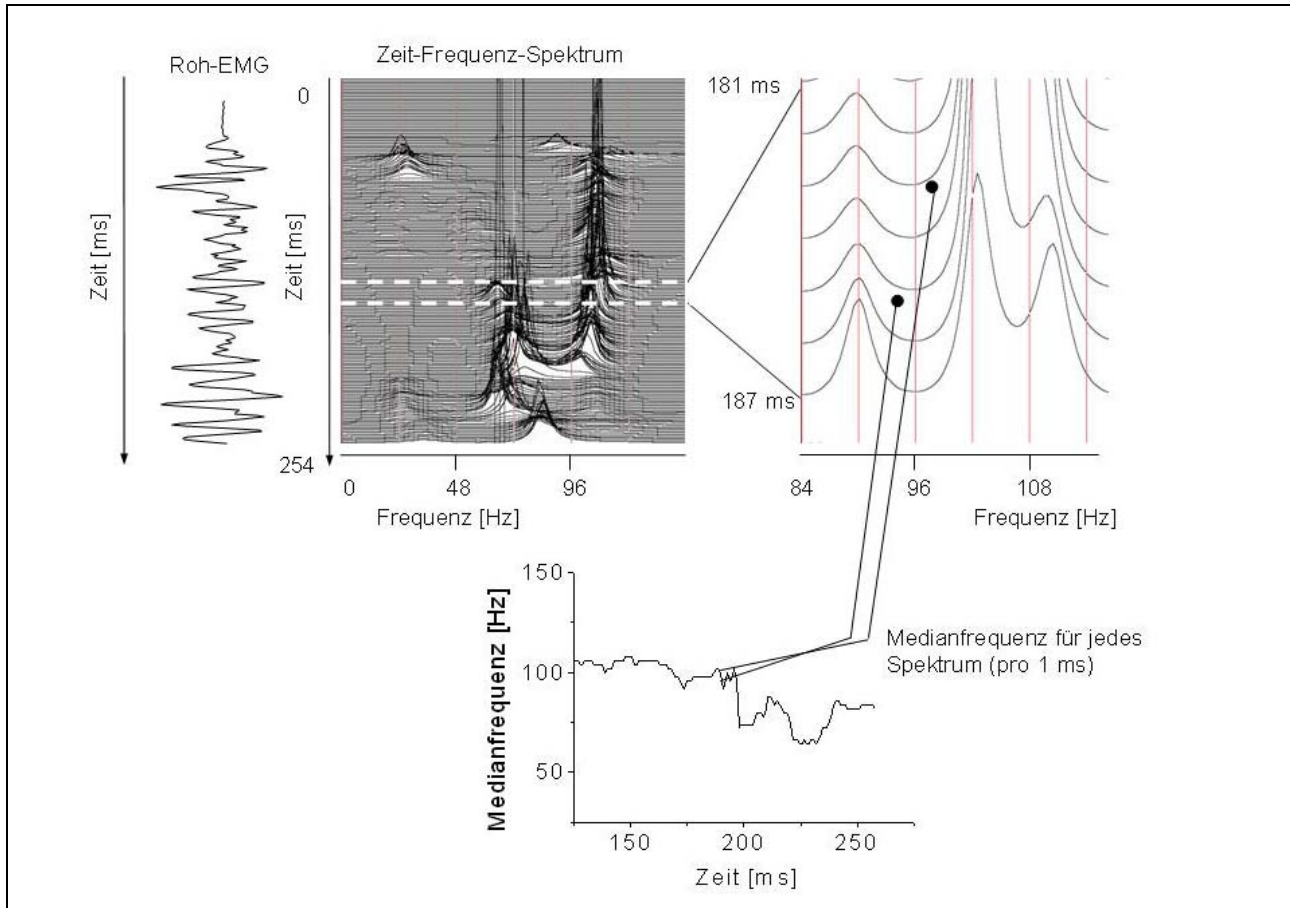 Roh-EMG
Zeit-Frequenz-Spektrum
Zeit [ms]
Zeit [ms]
0
254
0
48
96
Frequenz [Hz]
181 ms
187 ms
84
96
108
Frequenz [Hz]
Medianfrequenz [Hz]
150
100
50
150
200
250
Zeit [ms]
Medianfrequenz für jedes
Spektrum (pro 1 ms)